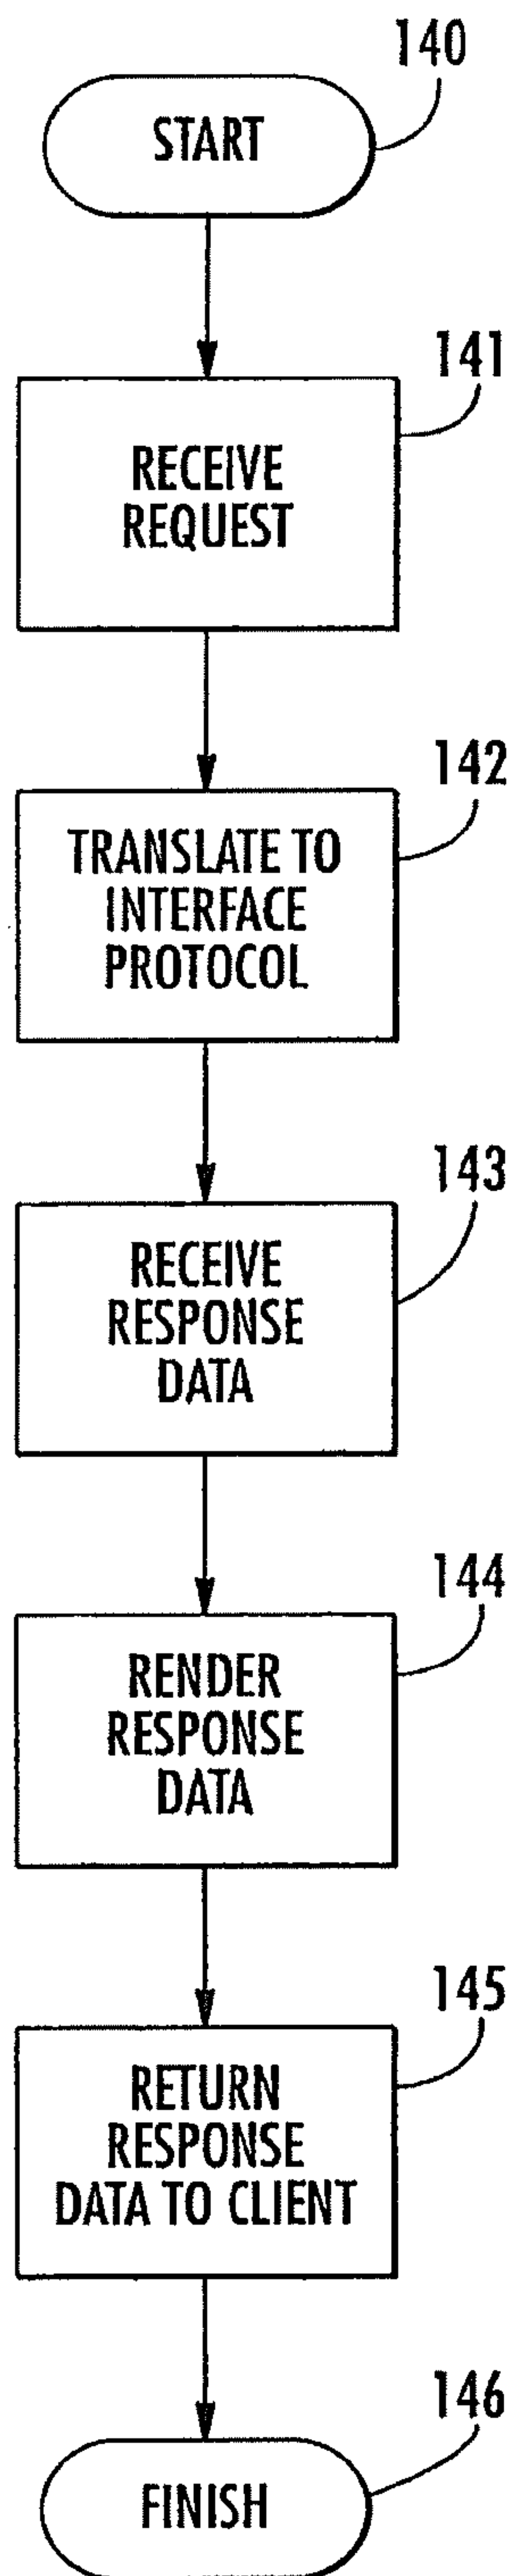 140
START
141
RECEIVE
REQUEST
142
TRANSLATE TO
INTERFACE
PROTOCOL
143
RECEIVE
RESPONSE
DATA
144
RENDER
RESPONSE
DATA
145
RETURN
RESPONSE
DATA TO CLIENT
146
FINISH